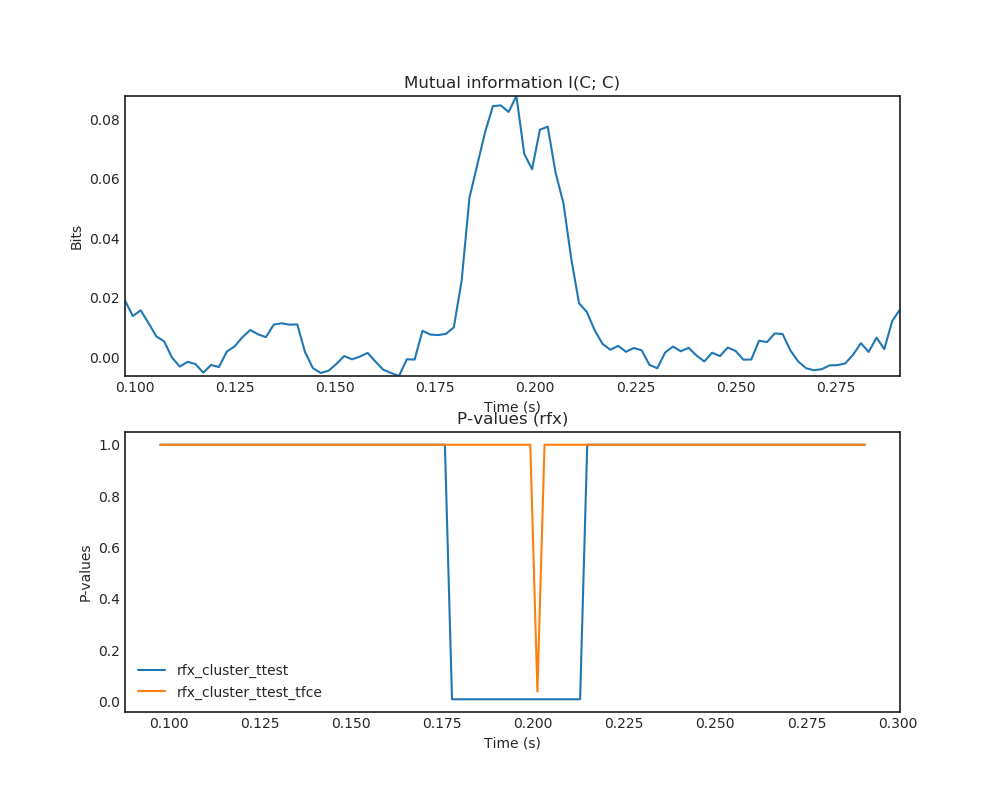 Mutual information I(C; C)
0.08
0.06
0.04
0.02
0.00
Bits
0.100 0.125 0.150 0.175 0.200 0.225 0.250 0.275
Time (s)
P-values (rfx)
1.0
0.8
0.6
0.4
0.2
0.0
P-values
rfx_cluster_ttest
rfx_cluster_ttest_tfce
0.100 0.125 0.150 0.175 0.200 0.225 0.250 0.275 0.300
Time (s)